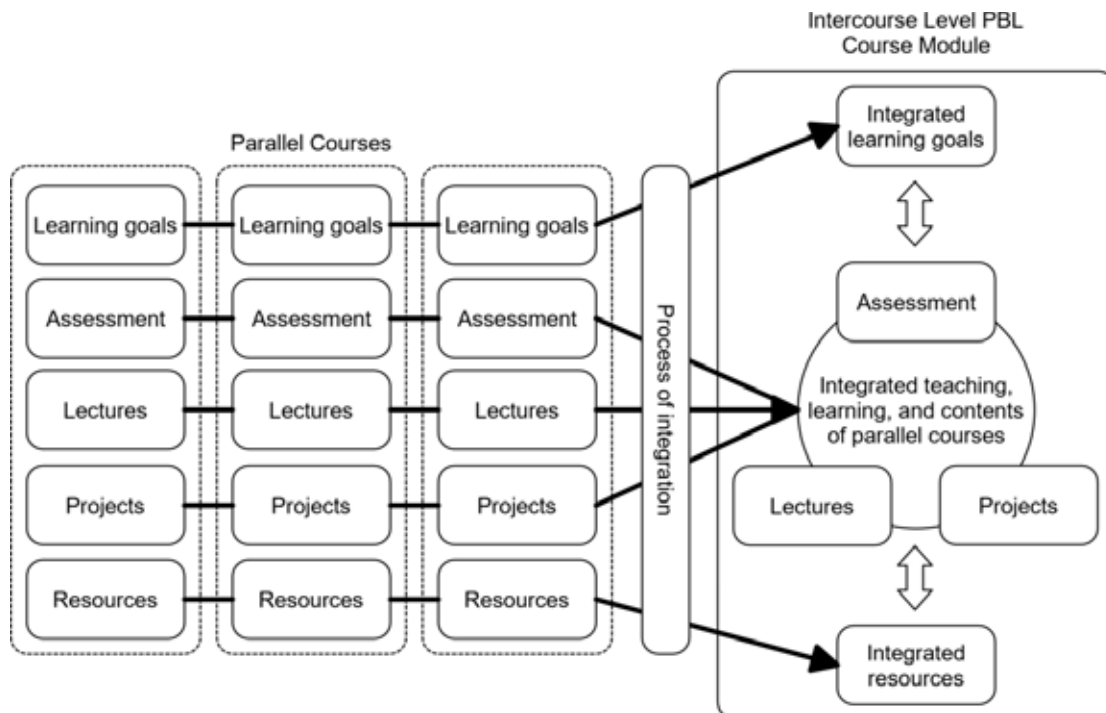 Intercourse Level PBL
Course Module
Parallel Courses
Learning goals
Assessment
Lectures
Projects
Resources
Learning goals
Assessment
Lectures
Projects
Resources
Learning goals
Assessment
Lectures
Projects
Resources
Process of integration
Integrated
learning goals
Assessment
Integrated teaching,
learning, and contents
of parallel courses
Lectures
Projects
Integrated
resources